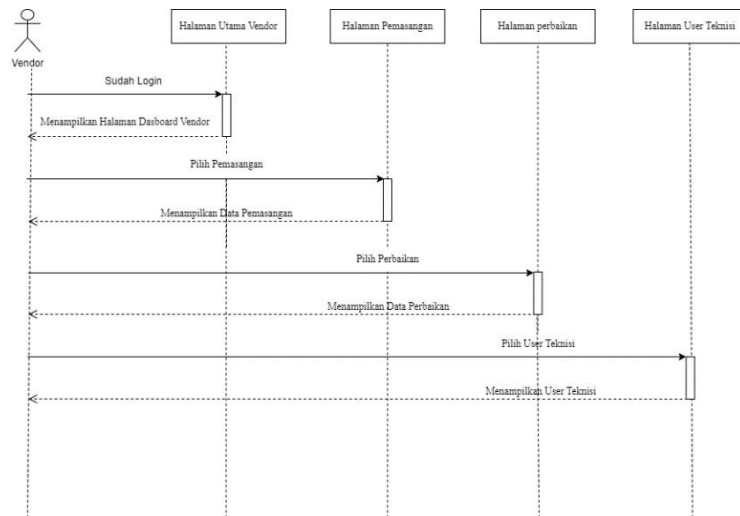 Halaman Utama Vendor
Halaman Pemasangan
Halaman perbaikan
Halaman User Teknisi
Vendor
Sudah Login
Menampilkan Halaman Dasboard Vendor
Pilih Pemasangan
Menampilkan Data Pemasangan
Pilih Perbaikan
Menampilkan Data Perbaikan
Pilih User Teknisi
Menampilkan User Teknisi